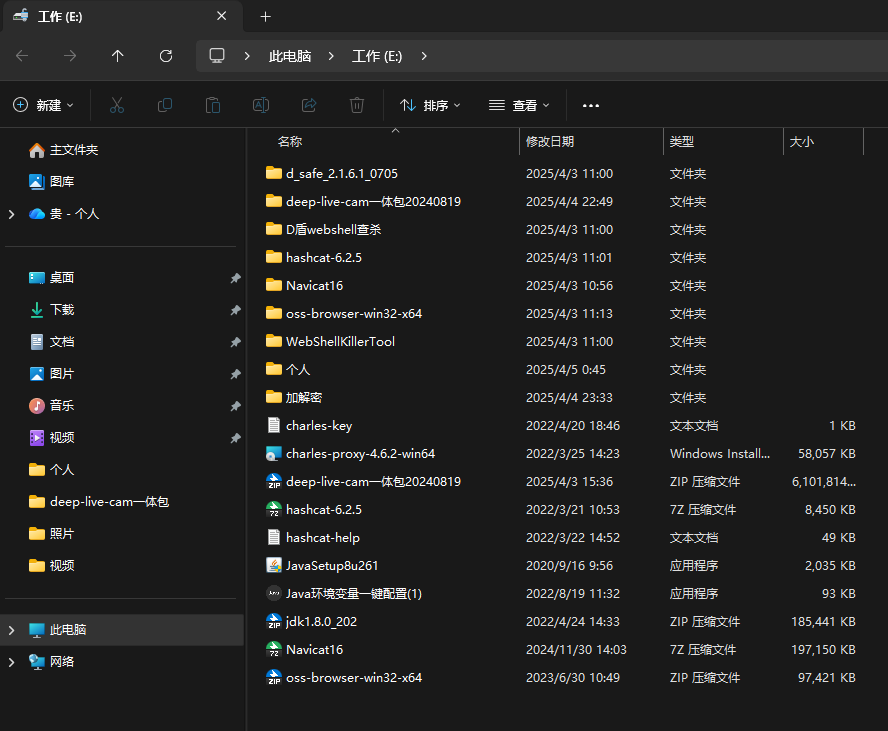 工作 (E:)
此电脑 工作 (E:)
新建 排序 查看
主文件夹
图库
贵 - 个人
桌面
下载
文档
图片
音乐
视频
个人
deep-live-cam一体包
照片
视频
此电脑
网络
名称 修改日期 类型 大小
d_safe_2.1.6.1_0705 2025/4/3 11:00 文件夹
deep-live-cam一体包20240819 2025/4/4 22:49 文件夹
D盾webshell查杀 2025/4/3 11:00 文件夹
hashcat-6.2.5 2025/4/3 11:01 文件夹
Navicat16 2025/4/3 10:56 文件夹
oss-browser-win32-x64 2025/4/3 11:13 文件夹
WebShellKillerTool 2025/4/3 11:00 文件夹
个人 2025/4/5 0:45 文件夹
加解密 2025/4/4 23:33 文件夹
charles-key 2022/4/20 18:46 文本文档 1 KB
charles-proxy-4.6.2-win64 2022/3/25 14:23 Windows Install... 58,057 KB
deep-live-cam一体包20240819 2025/4/3 15:36 ZIP 压缩文件 6,101,814...
hashcat-6.2.5 2022/3/21 10:53 7Z 压缩文件 8,450 KB
hashcat-help 2022/3/22 14:52 文本文档 49 KB
JavaSetup8u261 2020/9/16 9:56 应用程序 2,035 KB
Java环境变量一键配置(1) 2022/8/19 11:32 应用程序 93 KB
jdk1.8.0_202 2022/4/24 14:33 ZIP 压缩文件 185,441 KB
Navicat16 2024/11/30 14:03 7Z 压缩文件 197,150 KB
oss-browser-win32-x64 2023/6/30 10:49 ZIP 压缩文件 97,421 KB